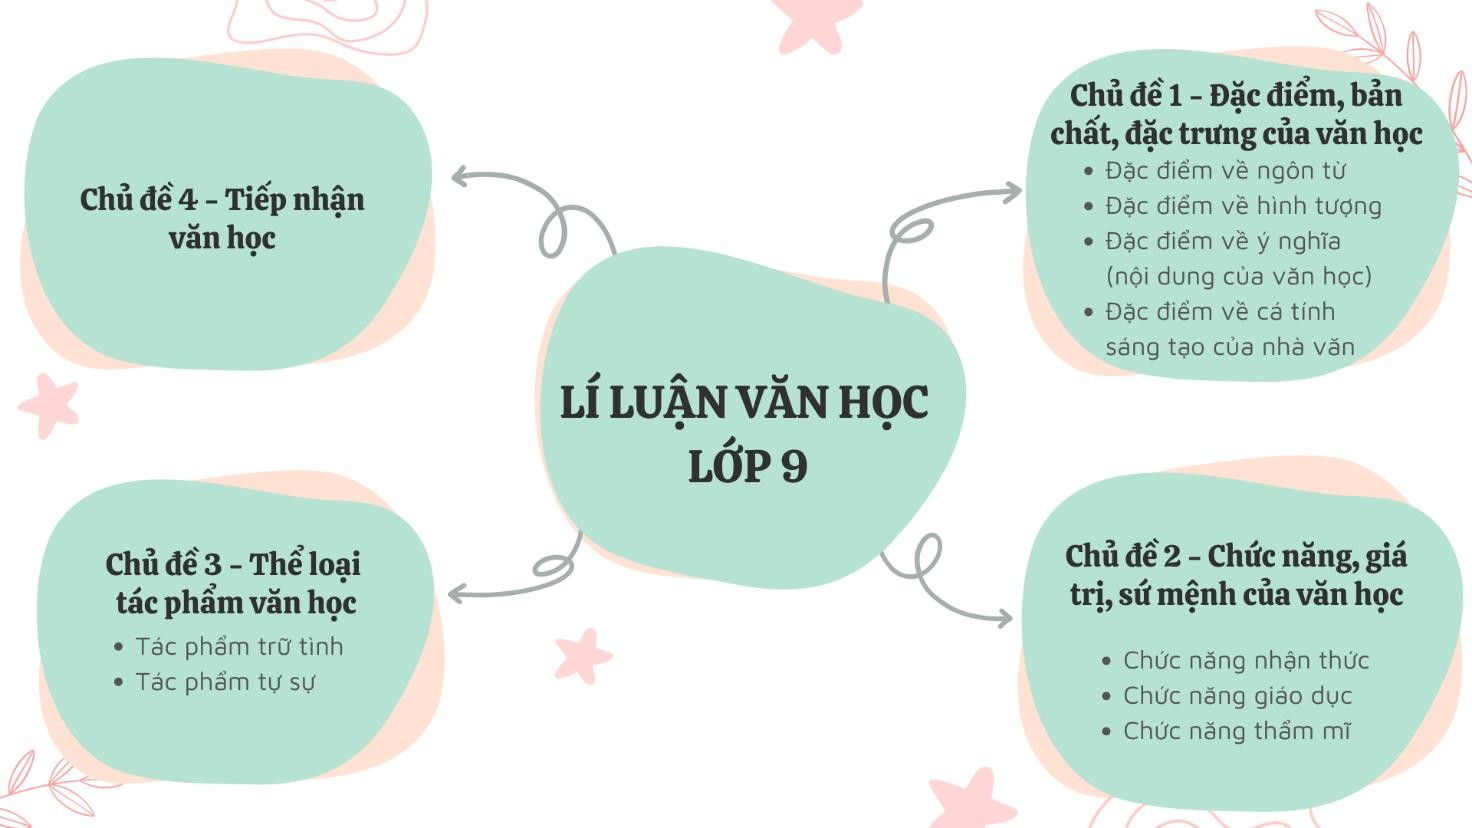 LÍ LUẬN VĂN HỌC
LỚP 9
Chủ đề 1 - Đặc điểm, bản
chất, đặc trưng của văn học
• Đặc điểm về ngôn từ
• Đặc điểm về hình tượng
• Đặc điểm về ý nghĩa
(nội dung của văn học)
• Đặc điểm về cá tính
sáng tạo của nhà văn
Chủ đề 2 - Chức năng, giá
trị, sứ mệnh của văn học
• Chức năng nhận thức
• Chức năng giáo dục
• Chức năng thẩm mĩ
Chủ đề 3 - Thể loại
tác phẩm văn học
• Tác phẩm trữ tình
• Tác phẩm tự sự
Chủ đề 4 - Tiếp nhận
văn học